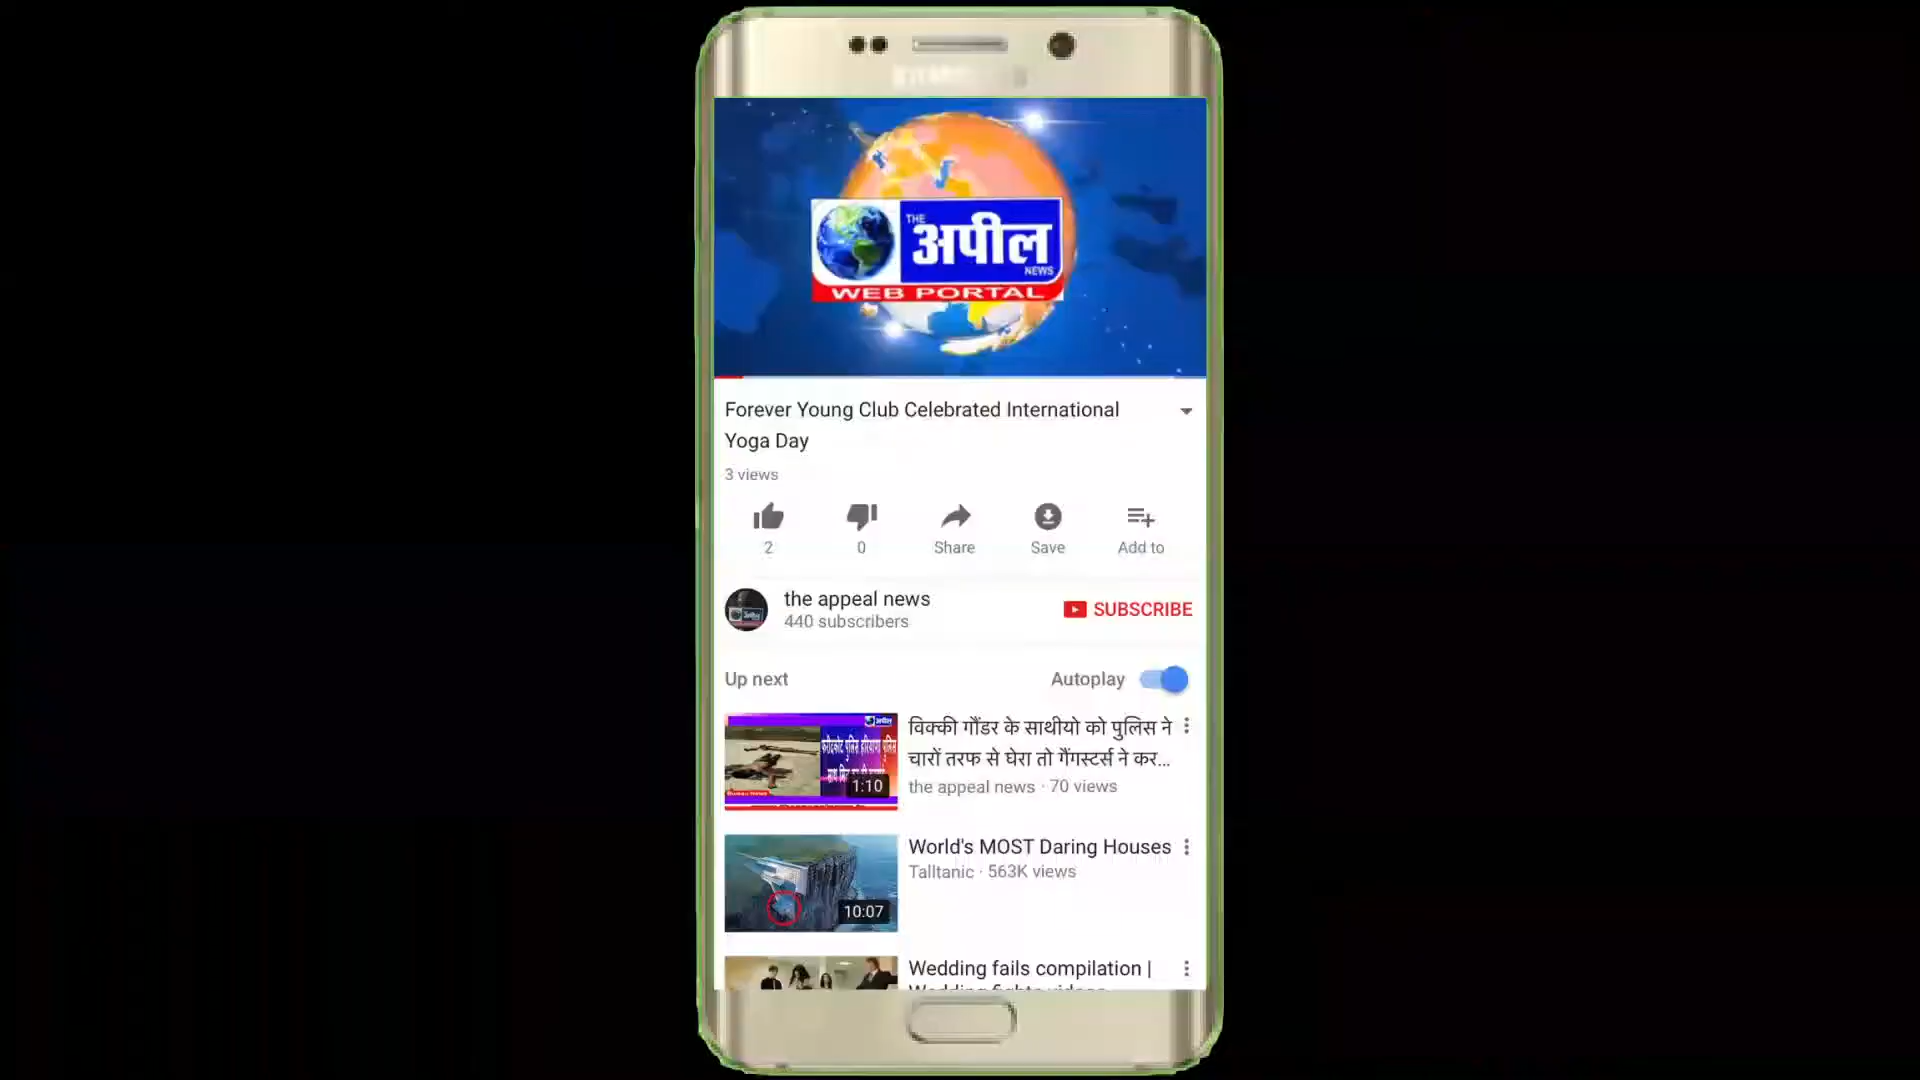 THE
अपील
NEWS
WEB PORTAL
Forever Young Club Celebrated International
Yoga Day
3 views
2
0
Share
Save
Add to
the appeal news
440 subscribers
SUBSCRIBE
Up next
Autoplay
विक्की गौंडर के साथीयो को पुलिस ने
चारों तरफ से घेरा तो गैंगस्टर्स ने कर...
the appeal news · 70 views
1:10
World's MOST Daring Houses
Talltanic · 563K views
10:07
Wedding fails compilation |